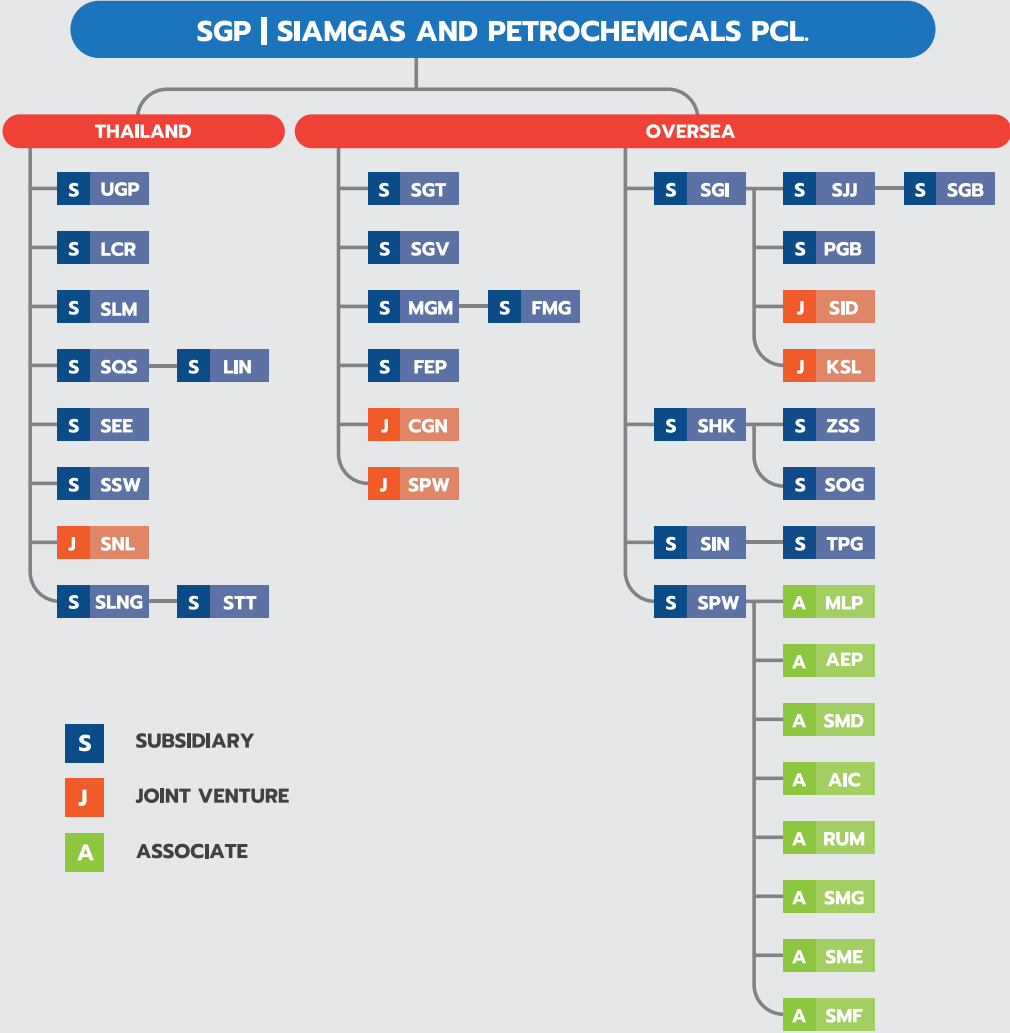 SGP | SIAMGAS AND PETROCHEMICALS PCL.
THAILAND
S UGP
S LCR
S SLM
S SQS S LIN
S SEE
S SSW
J SNL
S SLNG S STT
OVERSEA
S SGT
S SGV
S MGM S FMG
S FEP
J CGN
J SPW
S SGI S SJJ S SGB
S PGB
J SID
J KSL
S SHK S ZSS
S SOG
S SIN S TPG
S SPW A MLP
A AEP
A SMD
A AIC
A RUM
A SMG
A SME
A SMF
S SUBSIDIARY
J JOINT VENTURE
A ASSOCIATE